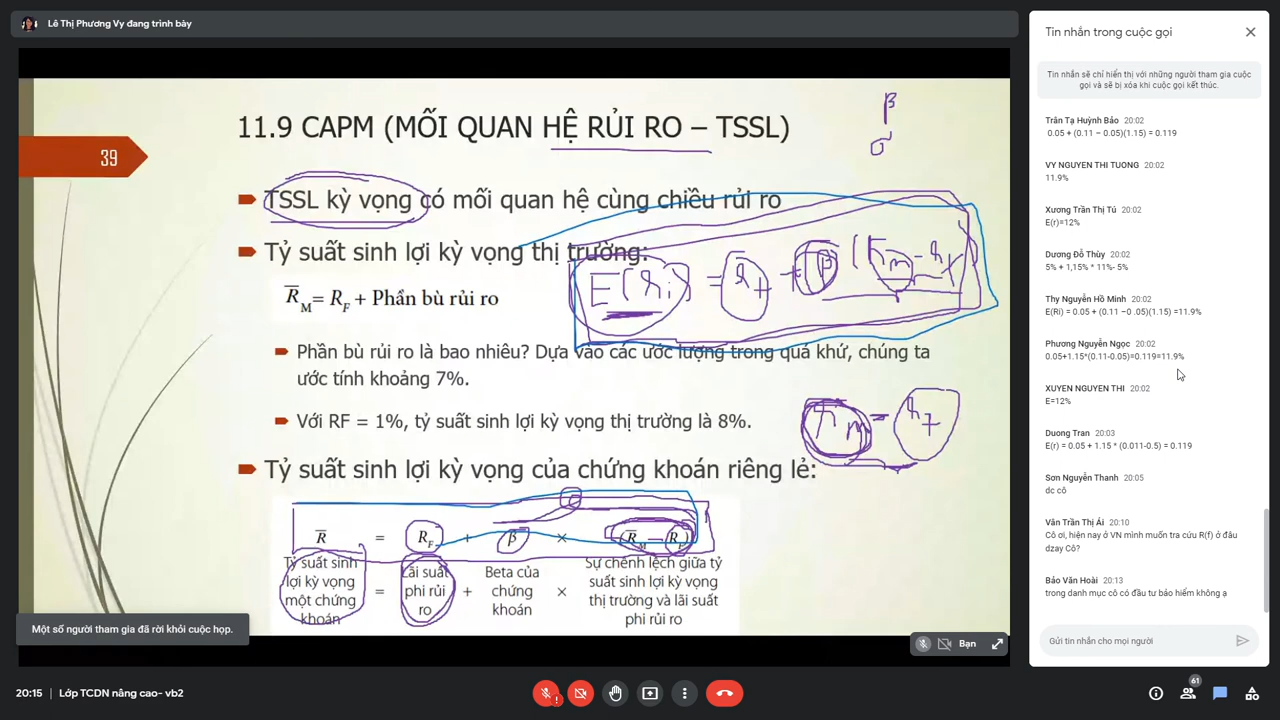 Lê Thị Phương Vy đang trình bày
39
11.9 CAPM (MỐI QUAN HỆ RỦI RO – TSSL)
β
σ
TSSL kỳ vọng có mối quan hệ cùng chiều rủi ro
Tỷ suất sinh lợi kỳ vọng thị trường:
R̅M = RF + Phần bù rủi ro
Phần bù rủi ro là bao nhiêu? Dựa vào các ước lượng trong quá khứ, chúng ta
ước tính khoảng 7%.
Với RF = 1%, tỷ suất sinh lợi kỳ vọng thị trường là 8%.
Tỷ suất sinh lợi kỳ vọng của chứng khoán riêng lẻ:
R̅ = RF + β × (R̅M − RF)
Tỷ suất sinh
lợi kỳ vọng
một chứng
khoán
=
Lãi suất
phi rủi
ro
+
Beta của
chứng
khoán
×
Sự chênh lệch giữa tỷ
suất sinh lợi kỳ vọng
thị trường và lãi suất
phi rủi ro
Một số người tham gia đã rời khỏi cuộc họp.
Bạn
20:15 | Lớp TCDN nâng cao- vb2
61
Tin nhắn trong cuộc gọi
Tin nhắn sẽ chỉ hiển thị với những người tham gia cuộc
gọi và sẽ bị xóa khi cuộc gọi kết thúc.
Trân Tạ Huỳnh Bảo 20:02
0.05 + (0.11 – 0.05)(1.15) = 0.119
VY NGUYEN THI TUONG 20:02
11.9%
Xương Trần Thị Tú 20:02
E(r)=12%
Dương Đỗ Thùy 20:02
5% + 1,15% * 11%- 5%
Thy Nguyễn Hồ Minh 20:02
E(Ri) = 0.05 + (0.11 –0 .05)(1.15) =11.9%
Phương Nguyễn Ngọc 20:02
0.05+1.15*(0.11-0.05)=0.119=11.9%
XUYEN NGUYEN THI 20:02
E=12%
Duong Tran 20:03
E(r) = 0.05 + 1.15 * (0.011-0.5) = 0.119
Sơn Nguyễn Thanh 20:05
dc cô
Vân Trần Thị Ái 20:10
Cô ơi, hiện nay ở VN mình muốn tra cứu R(f) ở đâu
dzay Cô?
Bảo Văn Hoài 20:13
trong danh mục cô có đầu tư bảo hiểm không ạ
Gửi tin nhắn cho mọi người